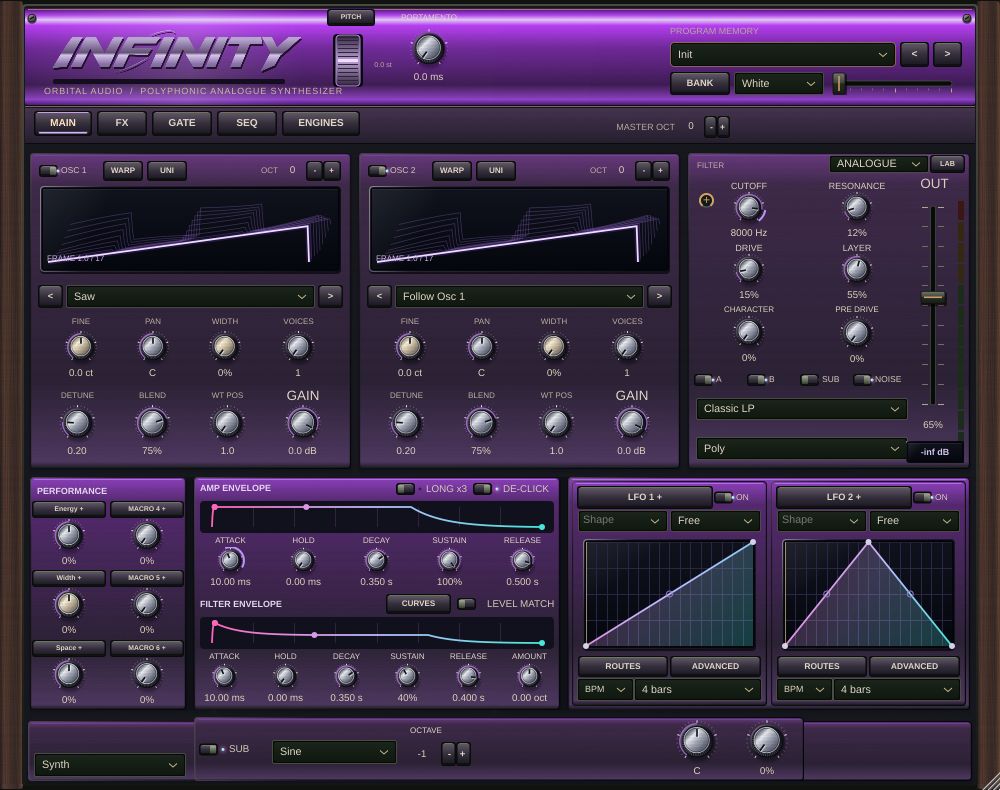 PITCH
PORTAMENTO
INFINITY
0.0 st
0.0 ms
ORBITAL AUDIO / POLYPHONIC ANALOGUE SYNTHESIZER
PROGRAM MEMORY
Init
<
>
BANK
White
MAIN
FX
GATE
SEQ
ENGINES
MASTER OCT 0 - +
OSC 1 WARP UNI OCT 0 - +
FRAME 1.0 / 17
< Saw >
FINE PAN WIDTH VOICES
0.0 ct C 0% 1
DETUNE BLEND WT POS GAIN
0.20 75% 1.0 0.0 dB
OSC 2 WARP UNI OCT 0 - +
FRAME 1.0 / 17
< Follow Osc 1 >
FINE PAN WIDTH VOICES
0.0 ct C 0% 1
DETUNE BLEND WT POS GAIN
0.20 75% 1.0 0.0 dB
FILTER ANALOGUE LAB
CUTOFF RESONANCE OUT
8000 Hz 12%
DRIVE LAYER
15% 55%
CHARACTER PRE DRIVE
0% 0%
A B SUB NOISE
Classic LP
65%
Poly
-inf dB
PERFORMANCE
Energy + MACRO 4 +
0% 0%
Width + MACRO 5 +
0% 0%
Space + MACRO 6 +
0% 0%
AMP ENVELOPE LONG x3 DE-CLICK
ATTACK HOLD DECAY SUSTAIN RELEASE
10.00 ms 0.00 ms 0.350 s 100% 0.500 s
FILTER ENVELOPE CURVES LEVEL MATCH
ATTACK HOLD DECAY SUSTAIN RELEASE AMOUNT
10.00 ms 0.00 ms 0.350 s 40% 0.400 s 0.00 oct
LFO 1 + ON
Shape Free
ROUTES ADVANCED
BPM 4 bars
LFO 2 + ON
Shape Free
ROUTES ADVANCED
BPM 4 bars
Synth
SUB
Sine
OCTAVE
-1 - +
C 0%